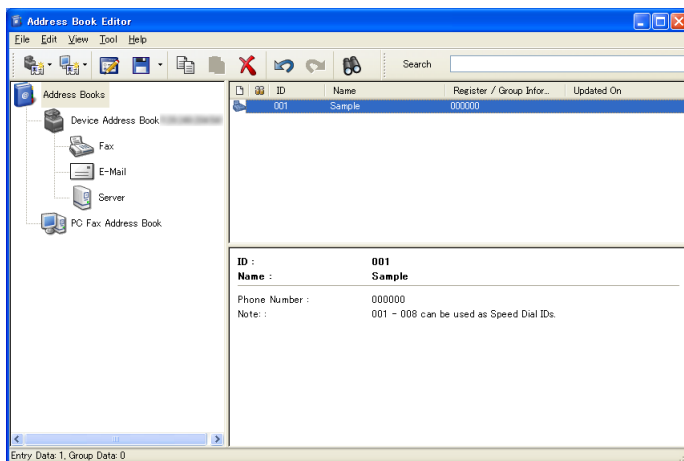 Address Book Editor
File Edit View Tool Help
Search
Address Books
Device Address Book
Fax
E-Mail
Server
PC Fax Address Book
ID Name Register / Group Infor... Updated On
001 Sample 000000
ID : 001
Name : Sample
Phone Number : 000000
Note: : 001 - 008 can be used as Speed Dial IDs.
Entry Data: 1, Group Data: 0